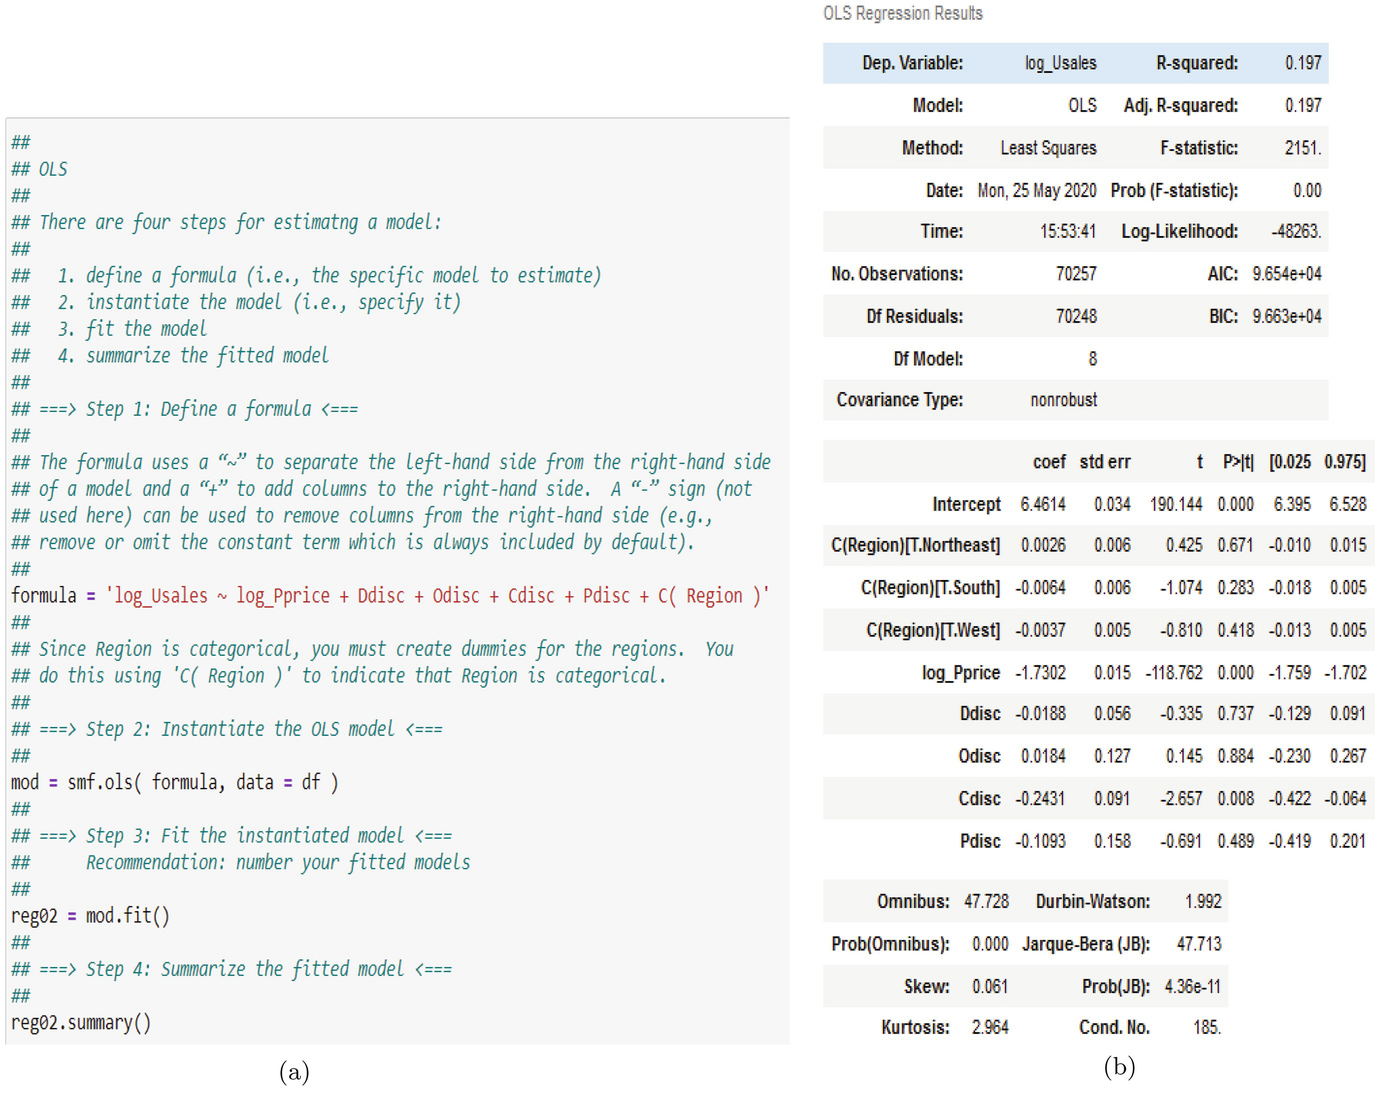 ##
## OLS
##
## There are four steps for estimatng a model:
##
##   1. define a formula (i.e., the specific model to estimate)
##   2. instantiate the model (i.e., specify it)
##   3. fit the model
##   4. summarize the fitted model
##
## ===> Step 1: Define a formula <===
##
## The formula uses a “~” to separate the left-hand side from the right-hand side
## of a model and a “+” to add columns to the right-hand side.  A “-” sign (not
## used here) can be used to remove columns from the right-hand side (e.g.,
## remove or omit the constant term which is always included by default).
##
formula = 'log_Usales ~ log_Pprice + Ddisc + Odisc + Cdisc + Pdisc + C( Region )'
##
## Since Region is categorical, you must create dummies for the regions.  You
## do this using 'C( Region )' to indicate that Region is categorical.
##
## ===> Step 2: Instantiate the OLS model <===
##
mod = smf.ols( formula, data = df )
##
## ===> Step 3: Fit the instantiated model <===
##      Recommendation: number your fitted models
##
reg02 = mod.fit()
##
## ===> Step 4: Summarize the fitted model <===
##
reg02.summary()
(a)
OLS Regression Results
Dep. Variable: log_Usales R-squared: 0.197
Model: OLS Adj. R-squared: 0.197
Method: Least Squares F-statistic: 2151.
Date: Mon, 25 May 2020 Prob (F-statistic): 0.00
Time: 15:53:41 Log-Likelihood: -48263.
No. Observations: 70257 AIC: 9.654e+04
Df Residuals: 70248 BIC: 9.663e+04
Df Model: 8
Covariance Type: nonrobust
coef std err t P>|t| [0.025 0.975]
Intercept 6.4614 0.034 190.144 0.000 6.395 6.528
C(Region)[T.Northeast] 0.0026 0.006 0.425 0.671 -0.010 0.015
C(Region)[T.South] -0.0064 0.006 -1.074 0.283 -0.018 0.005
C(Region)[T.West] -0.0037 0.005 -0.810 0.418 -0.013 0.005
log_Pprice -1.7302 0.015 -118.762 0.000 -1.759 -1.702
Ddisc -0.0188 0.056 -0.335 0.737 -0.129 0.091
Odisc 0.0184 0.127 0.145 0.884 -0.230 0.267
Cdisc -0.2431 0.091 -2.657 0.008 -0.422 -0.064
Pdisc -0.1093 0.158 -0.691 0.489 -0.419 0.201
Omnibus: 47.728 Durbin-Watson: 1.992
Prob(Omnibus): 0.000 Jarque-Bera (JB): 47.713
Skew: 0.061 Prob(JB): 4.36e-11
Kurtosis: 2.964 Cond. No. 185.
(b)